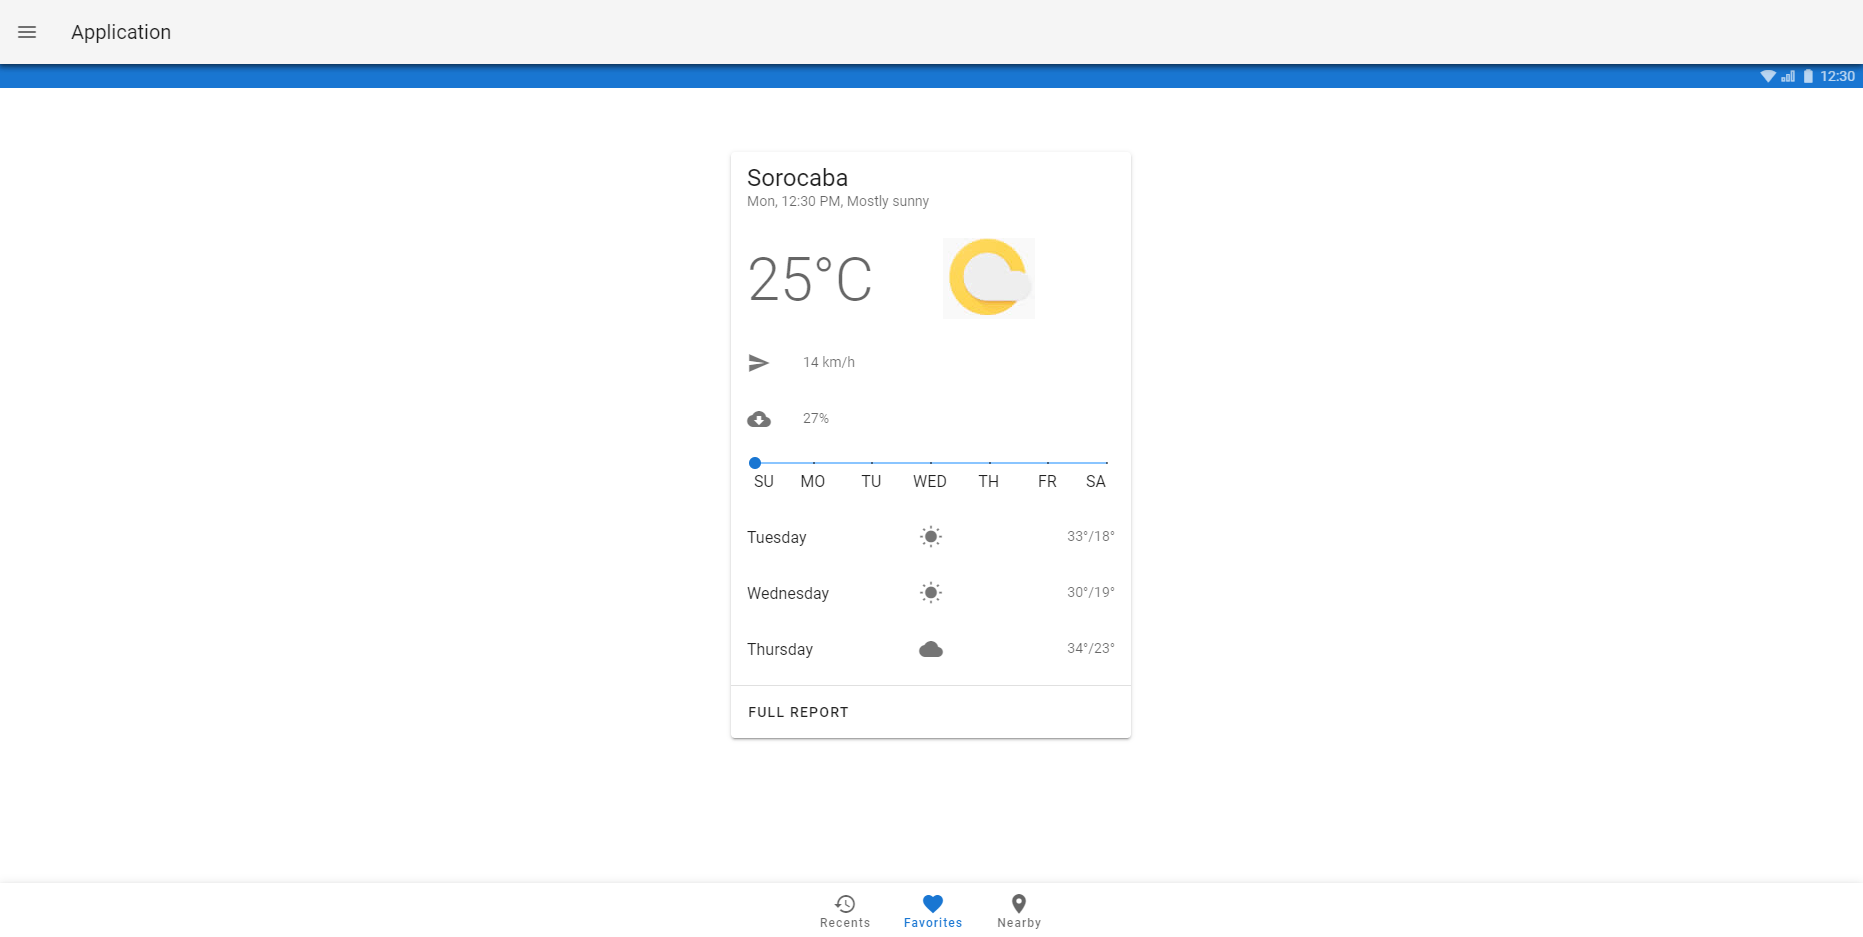 Application
12:30
Sorocaba
Mon, 12:30 PM, Mostly sunny
25°C
14 km/h
27%
SU MO TU WED TH FR SA
Tuesday 33°/18°
Wednesday 30°/19°
Thursday 34°/23°
FULL REPORT
Recents Favorites Nearby